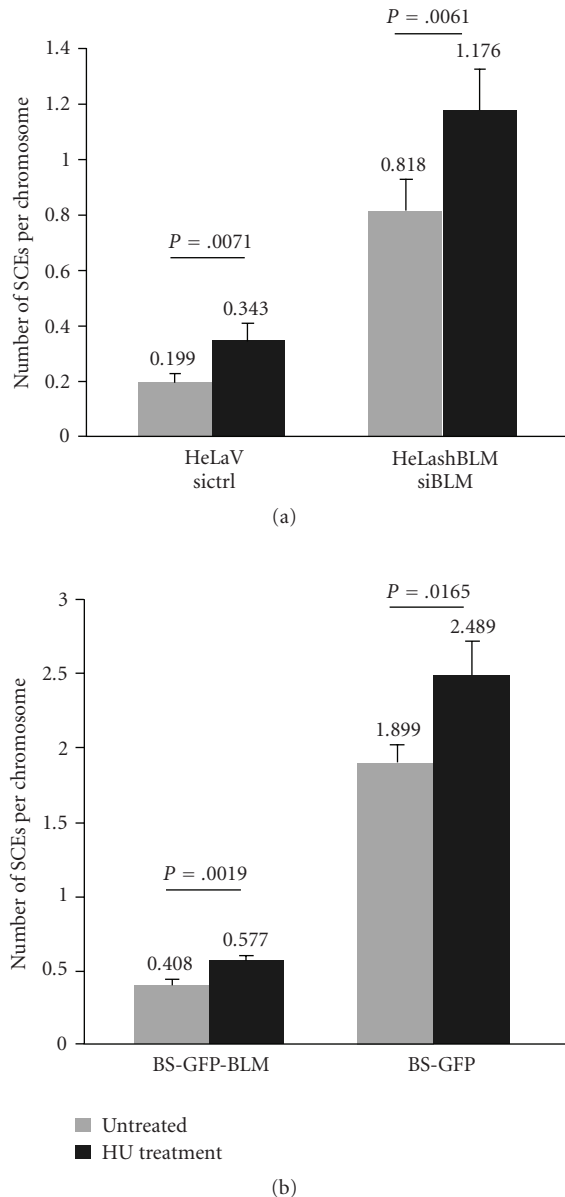 P = .0061
1.4
1.176
1.2
1
0.818
0.8
P = .0071
0.6
0.343
0.4
0.199
0.2
0
Number of SCEs per chromosome
HeLaV
sictrl
HeLashBLM
siBLM
(a)
3
P = .0165
2.489
2.5
1.899
2
1.5
P = .0019
1
0.577
0.408
0.5
0
Number of SCEs per chromosome
BS-GFP-BLM
BS-GFP
Untreated
HU treatment
(b)